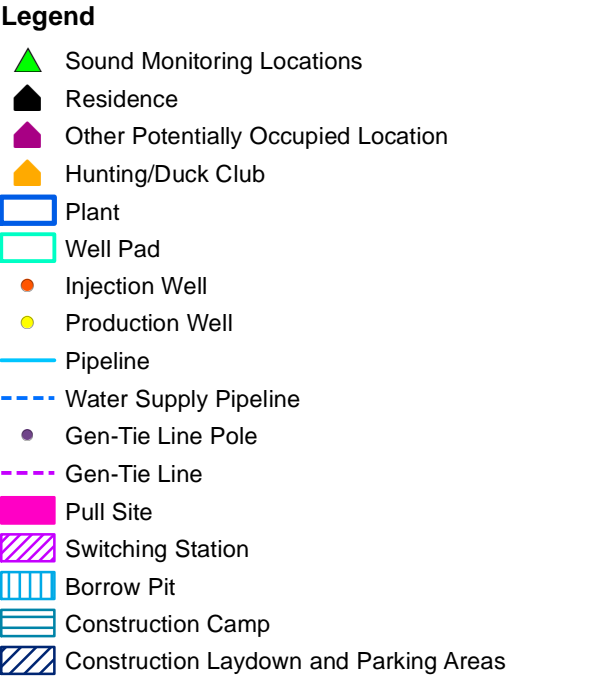 Legend
Sound Monitoring Locations
Residence
Other Potentially Occupied Location
Hunting/Duck Club
Plant
Well Pad
Injection Well
Production Well
Pipeline
Water Supply Pipeline
Gen-Tie Line Pole
Gen-Tie Line
Pull Site
Switching Station
Borrow Pit
Construction Camp
Construction Laydown and Parking Areas